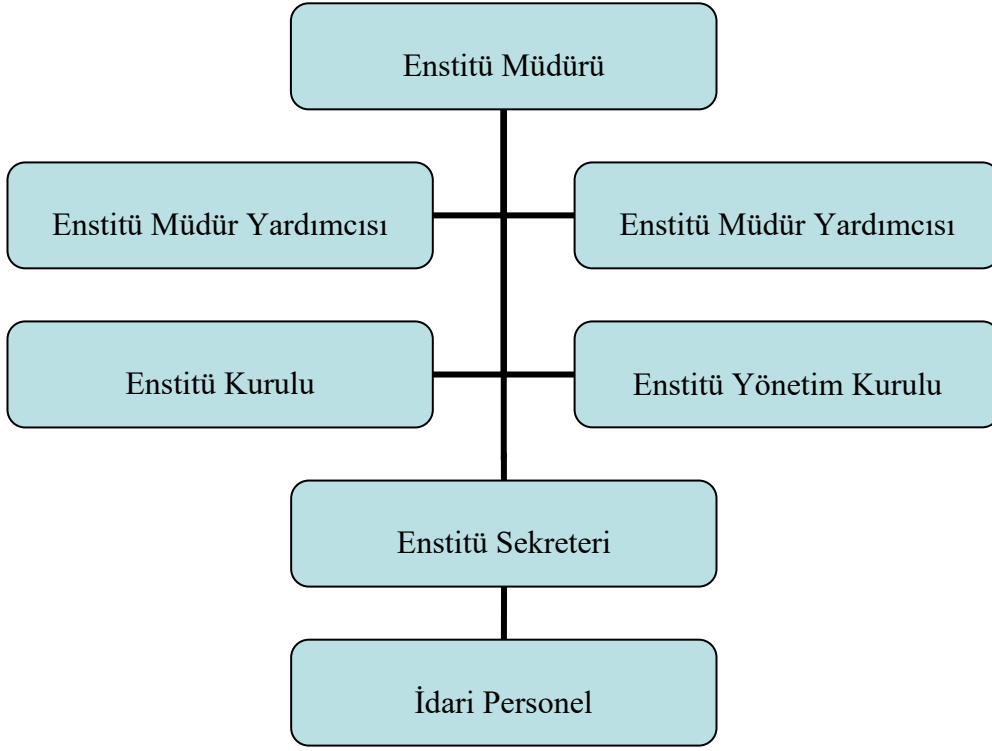 Enstitü Müdürü
Enstitü Müdür Yardımcısı
Enstitü Müdür Yardımcısı
Enstitü Kurulu
Enstitü Yönetim Kurulu
Enstitü Sekreteri
İdari Personel